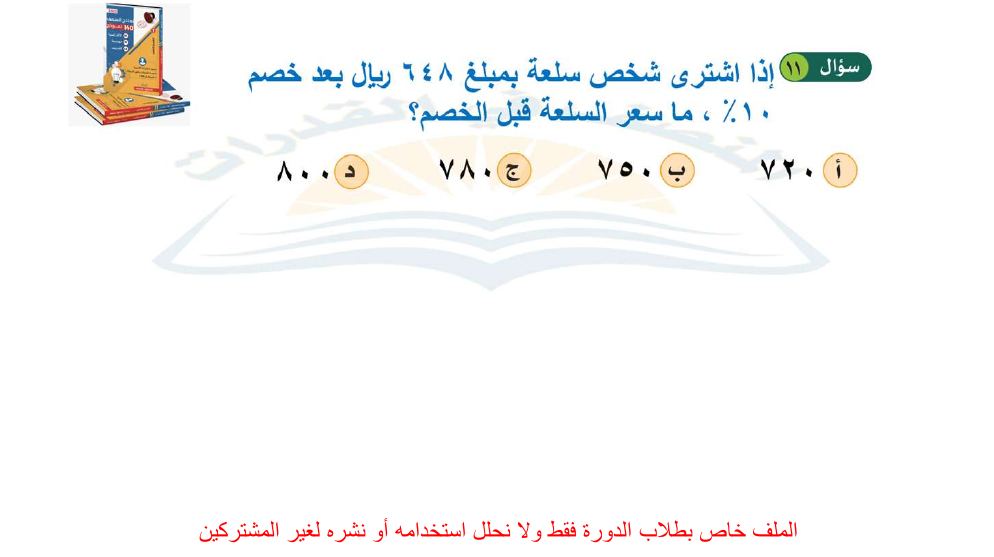 سؤال ١١ إذا اشترى شخص سلعة بمبلغ ٦٤٨ ريال بعد خصم
١٠٪ ، ما سعر السلعة قبل الخصم؟
أ ٧٢٠ ب ٧٥٠ ج ٧٨٠ د ٨٠٠
الملف خاص بطلاب الدورة فقط ولا نحلل استخدامه أو نشره لغير المشتركين